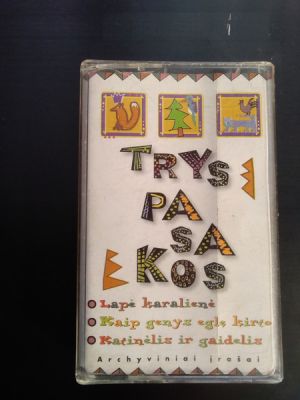 TRYS
PA
SA
KOS
Lapė karalienė
Kaip genys eglę kirto
Katinėlis ir gaidelis
Archyviniai įrašai